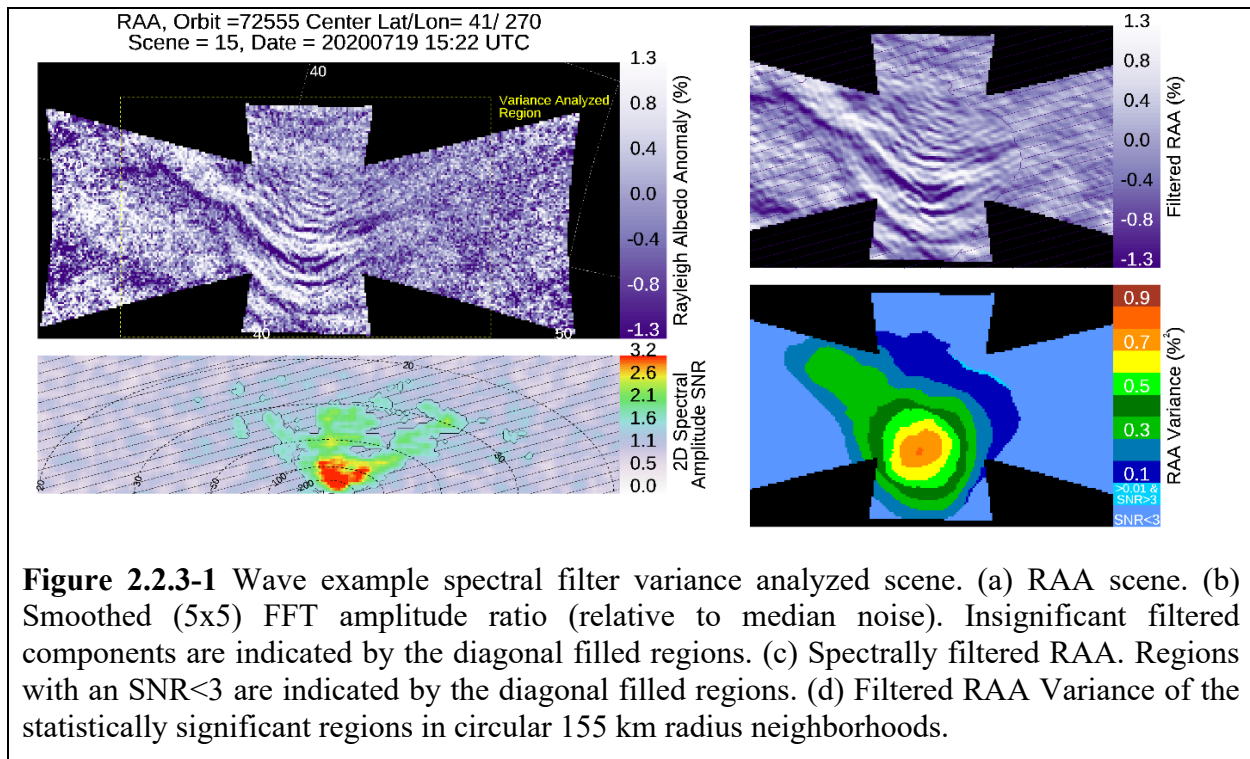 RAA, Orbit =72555 Center Lat/Lon= 41/ 270
Scene = 15, Date = 20200719 15:22 UTC
40
Variance Analyzed
Region
270
40
50
1.3
0.8
0.4
0.0
-0.4
-0.8
-1.3
Rayleigh Albedo Anomaly (%)
20
20
30
50
100
200
30
20
3.2
2.6
2.1
1.6
1.1
0.5
0.0
2D Spectral
Amplitude SNR
1.3
0.8
0.4
0.0
-0.4
-0.8
-1.3
Filtered RAA (%)
0.9
0.7
0.5
0.3
0.1
>0.01 &
SNR>3
SNR<3
RAA Variance (%²)
Figure 2.2.3-1 Wave example spectral filter variance analyzed scene. (a) RAA scene. (b)
Smoothed (5x5) FFT amplitude ratio (relative to median noise). Insignificant filtered
components are indicated by the diagonal filled regions. (c) Spectrally filtered RAA. Regions
with an SNR<3 are indicated by the diagonal filled regions. (d) Filtered RAA Variance of the
statistically significant regions in circular 155 km radius neighborhoods.